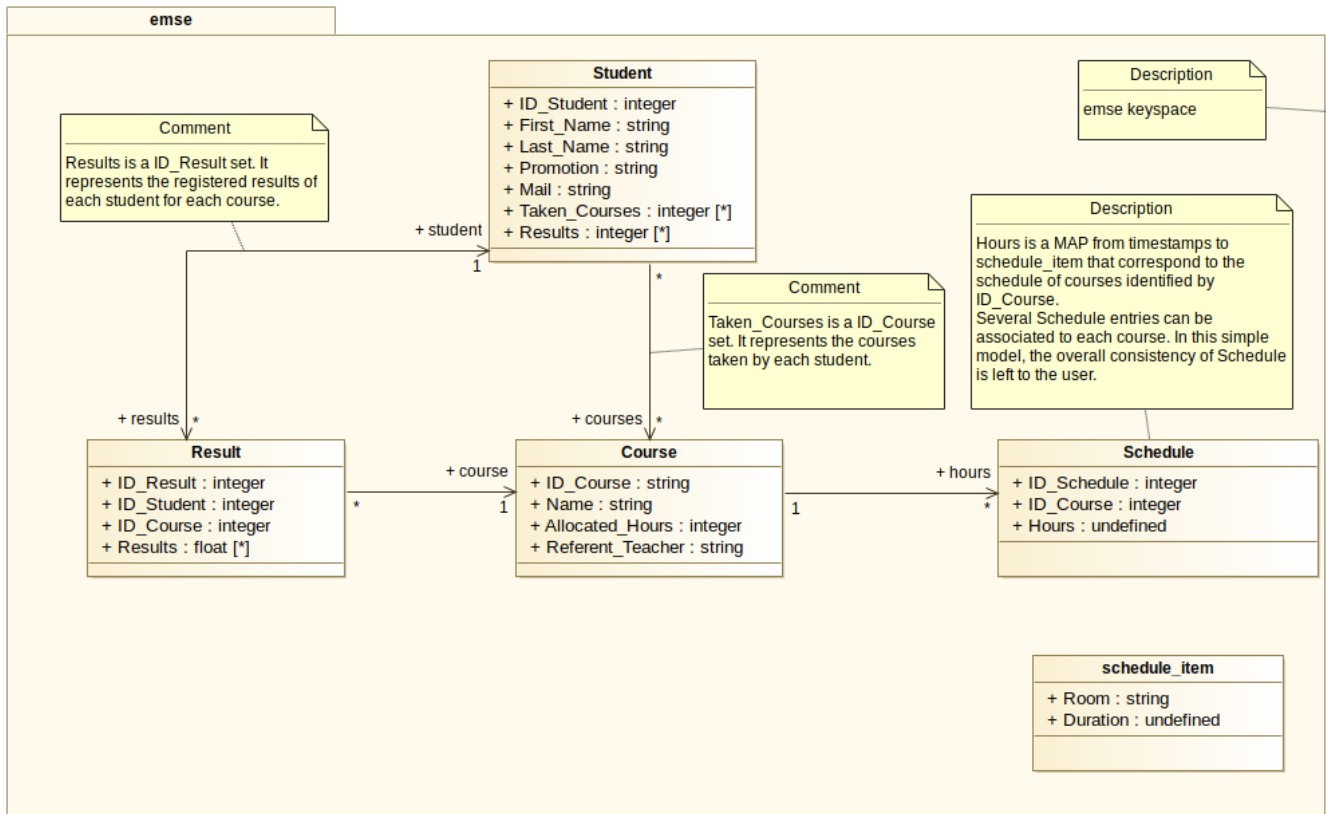 emse
Student
+ ID_Student : integer
+ First_Name : string
+ Last_Name : string
+ Promotion : string
+ Mail : string
+ Taken_Courses : integer [*]
+ Results : integer [*]
Description
emse keyspace
Comment
Results is a ID_Result set. It
represents the registered results of
each student for each course.
+ student
1
*
Comment
Taken_Courses is a ID_Course
set. It represents the courses
taken by each student.
Description
Hours is a MAP from timestamps to
schedule_item that correspond to the
schedule of courses identified by
ID_Course.
Several Schedule entries can be
associated to each course. In this simple
model, the overall consistency of Schedule
is left to the user.
+ results
*
+ courses
*
Result
+ ID_Result : integer
+ ID_Student : integer
+ ID_Course : integer
+ Results : float [*]
+ course
*
1
Course
+ ID_Course : string
+ Name : string
+ Allocated_Hours : integer
+ Referent_Teacher : string
+ hours
1
*
Schedule
+ ID_Schedule : integer
+ ID_Course : integer
+ Hours : undefined
schedule_item
+ Room : string
+ Duration : undefined